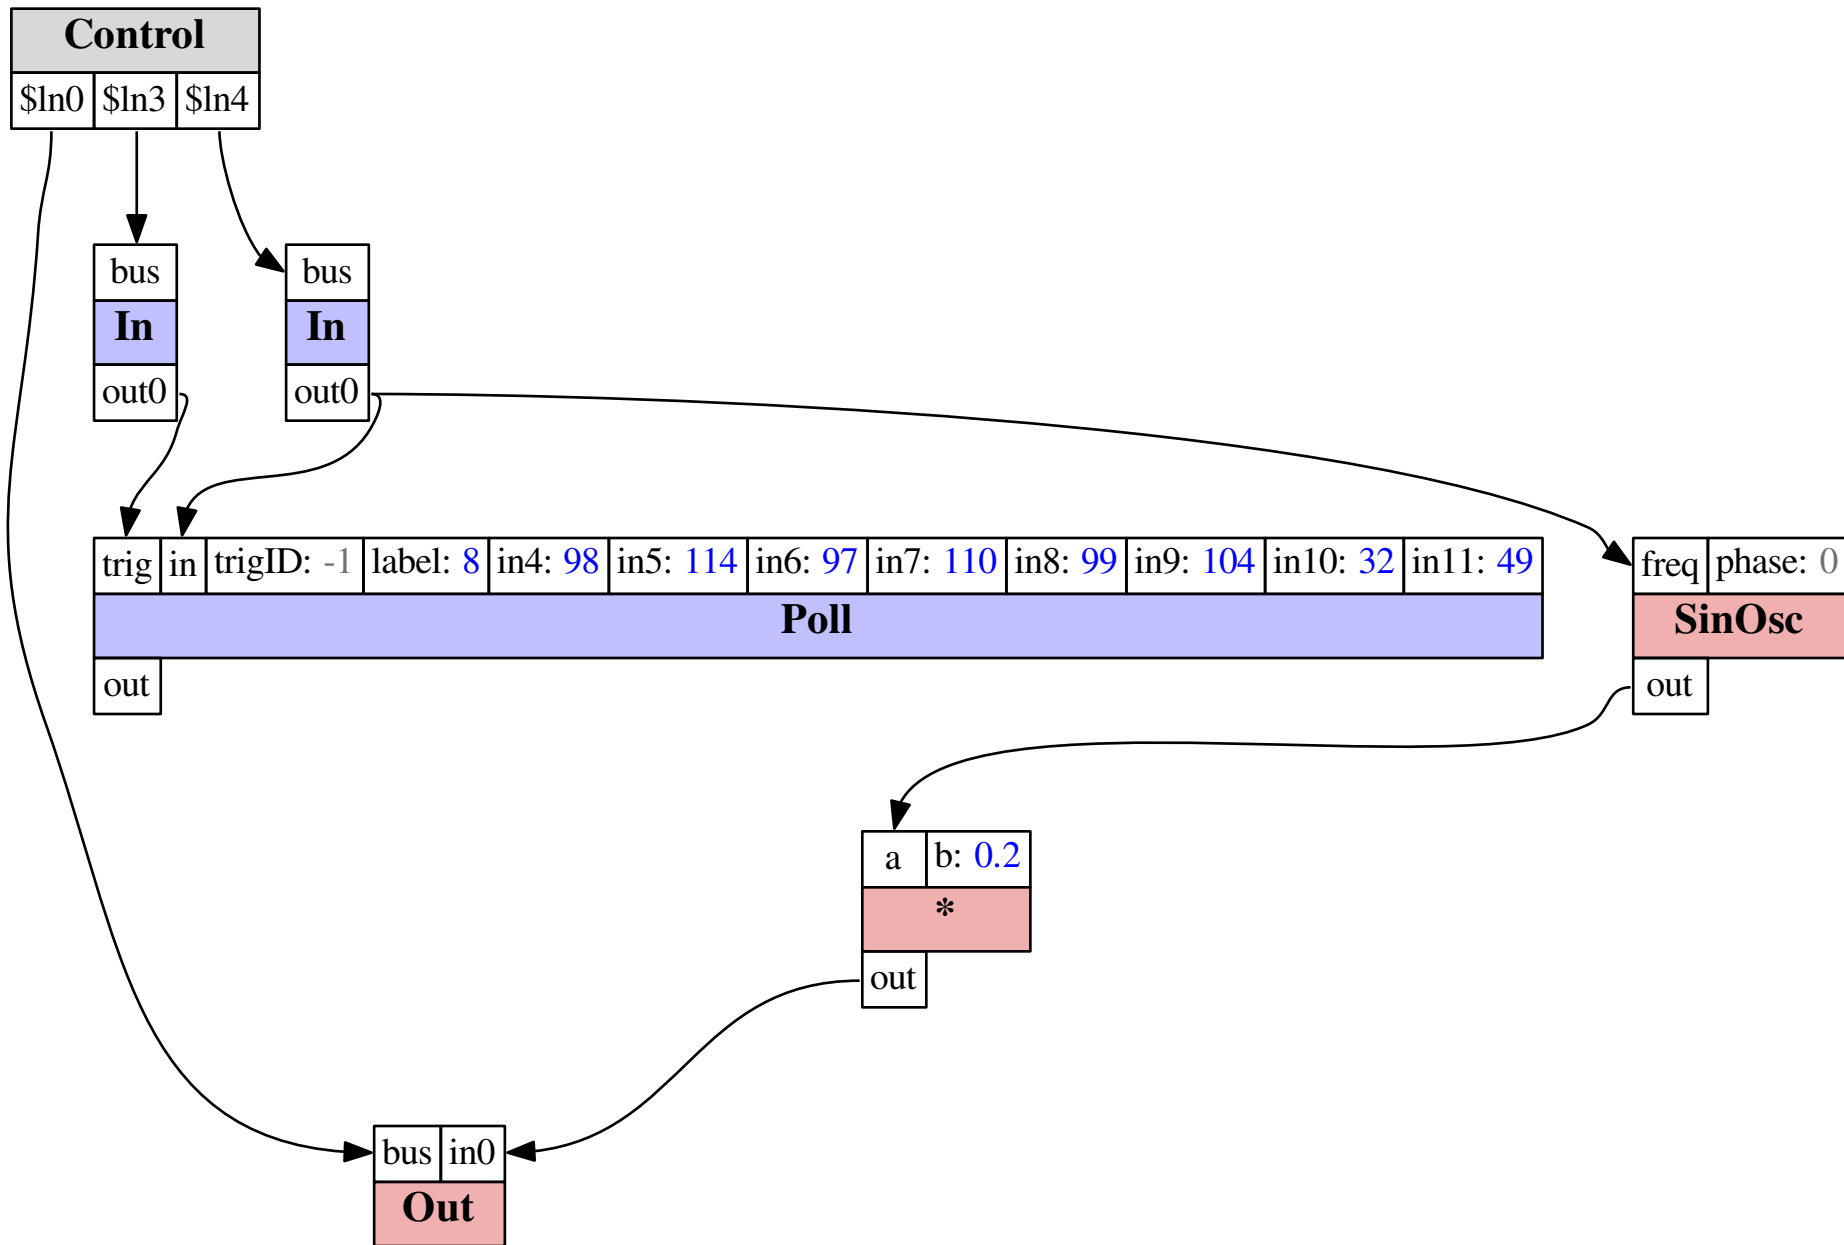 Control
$ln0 $ln3 $ln4
bus bus
In In
out0 out0
trig in trigID: -1 label: 8 in4: 98 in5: 114 in6: 97 in7: 110 in8: 99 in9: 104 in10: 32 in11: 49 freq phase: 0
Poll SinOsc
out out
a b: 0.2
*
out
bus in0
Out